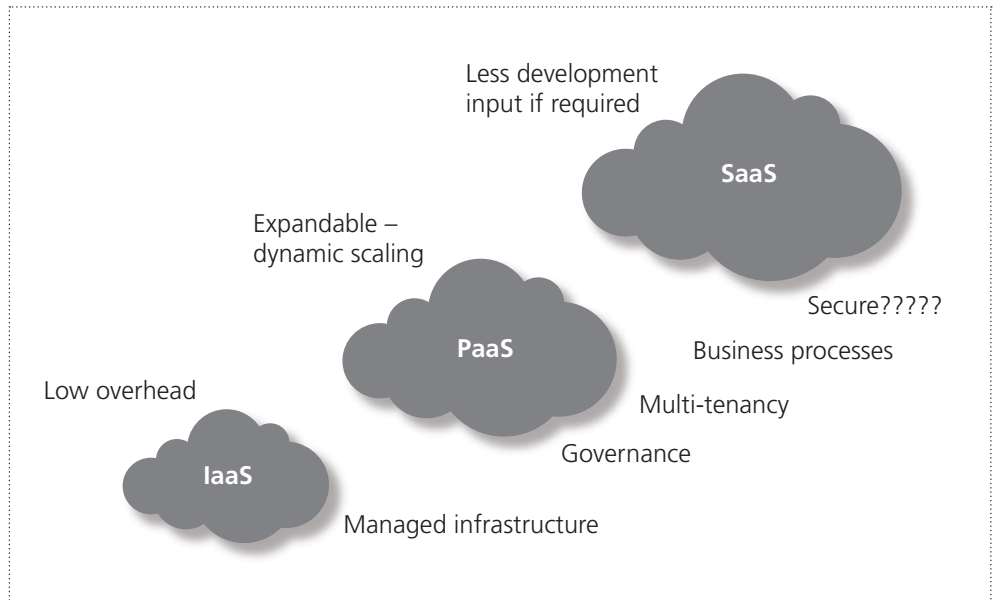 Less development
input if required
SaaS
Expandable –
dynamic scaling
Secure?????
PaaS
Business processes
Low overhead
Multi-tenancy
Governance
IaaS
Managed infrastructure